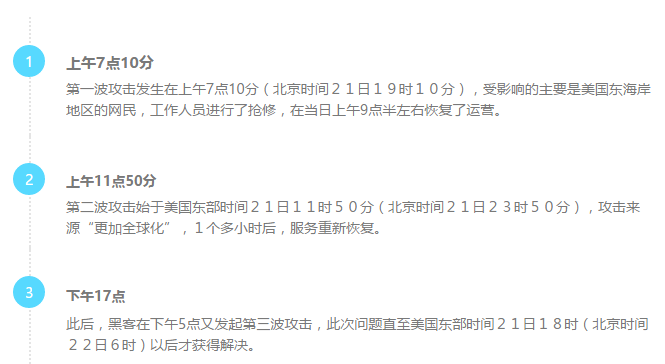 1
上午7点10分
第一波攻击发生在上午7点10分（北京时间２１日１９时１０分），受影响的主要是美国东海岸
地区的网民，工作人员进行了抢修，在当日上午9点半左右恢复了运营。
2
上午11点50分
第二波攻击始于美国东部时间２１日１１时５０分（北京时间２１日２３时５０分），攻击来
源“更加全球化”，１个多小时后，服务重新恢复。
3
下午17点
此后，黑客在下午5点又发起第三波攻击，此次问题直至美国东部时间２１日１８时（北京时间
２２日６时）以后才获得解决。